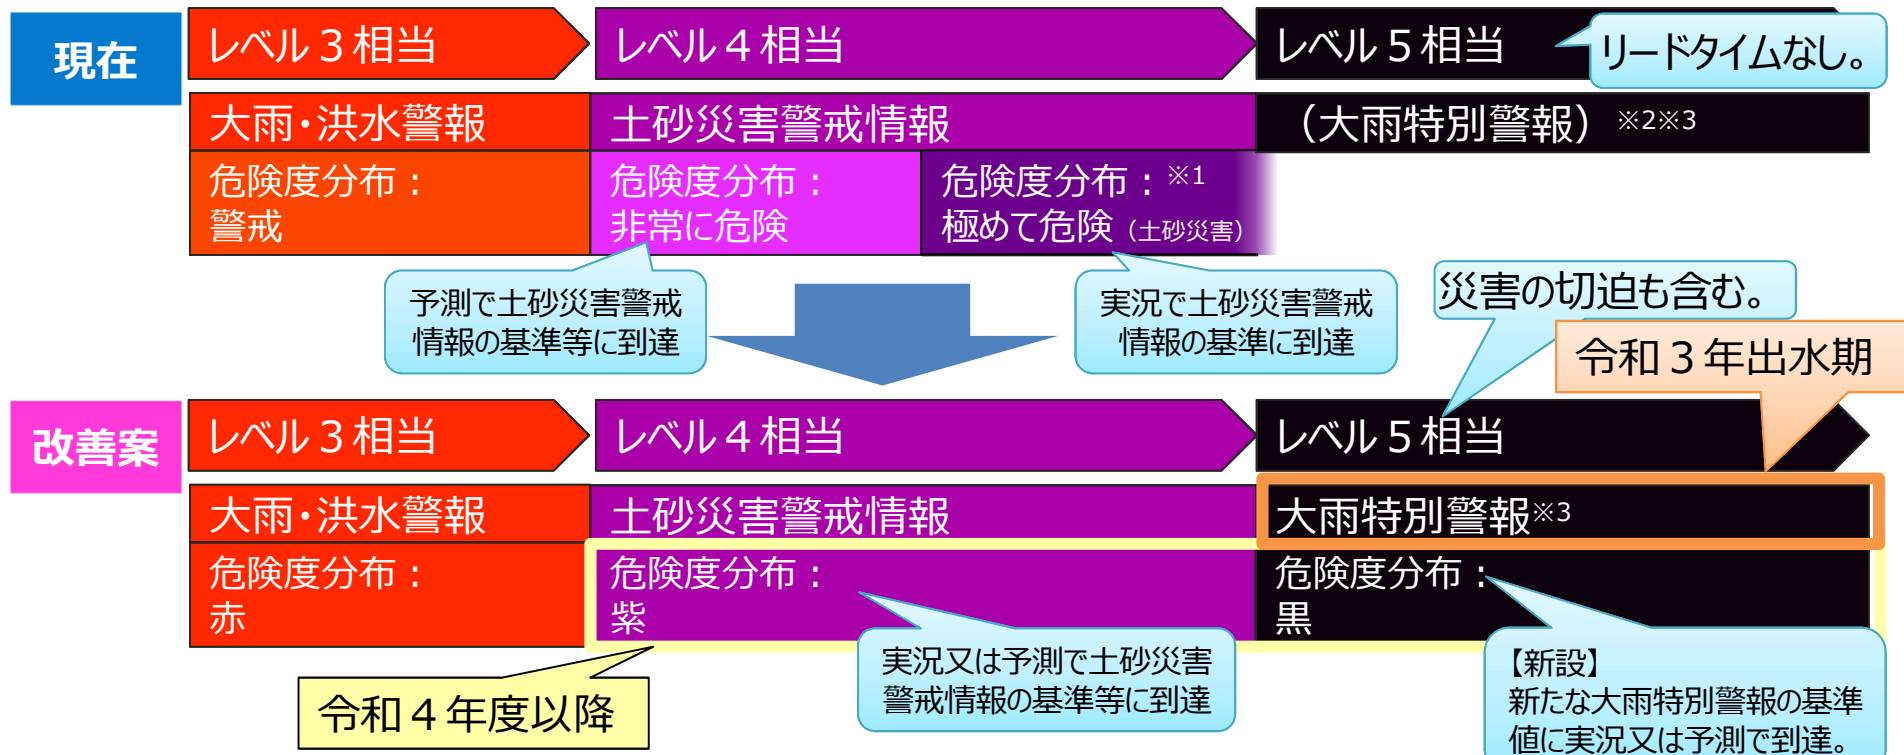 現在
レベル３相当
レベル４相当
レベル５相当
リードタイムなし。
大雨・洪水警報
土砂災害警戒情報
（大雨特別警報）※2※3
危険度分布：
警戒
危険度分布：
非常に危険
危険度分布：※1
極めて危険（土砂災害）
予測で土砂災害警戒
情報の基準等に到達
実況で土砂災害警戒
情報の基準に到達
災害の切迫も含む。
令和３年出水期
改善案
レベル３相当
レベル４相当
レベル５相当
大雨・洪水警報
土砂災害警戒情報
大雨特別警報※3
危険度分布：
赤
危険度分布：
紫
危険度分布：
黒
令和４年度以降
実況又は予測で土砂災害
警戒情報の基準等に到達
【新設】
新たな大雨特別警報の基準
値に実況又は予測で到達。